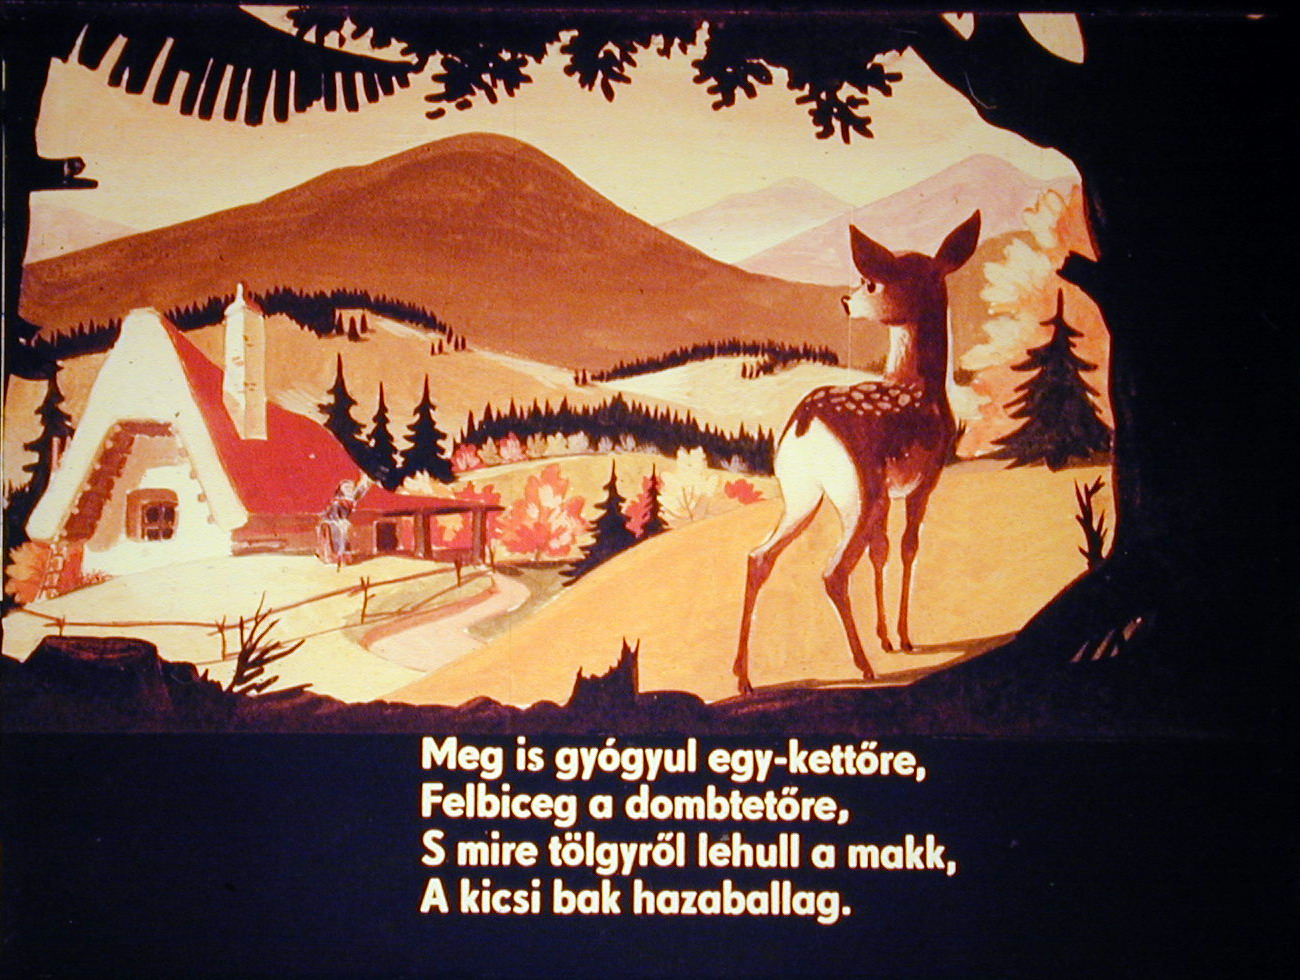 Meg is gyógyul egy-kettőre,
Felbiceg a dombtetőre,
S mire tölgyről lehull a makk,
A kicsi bak hazaballag.